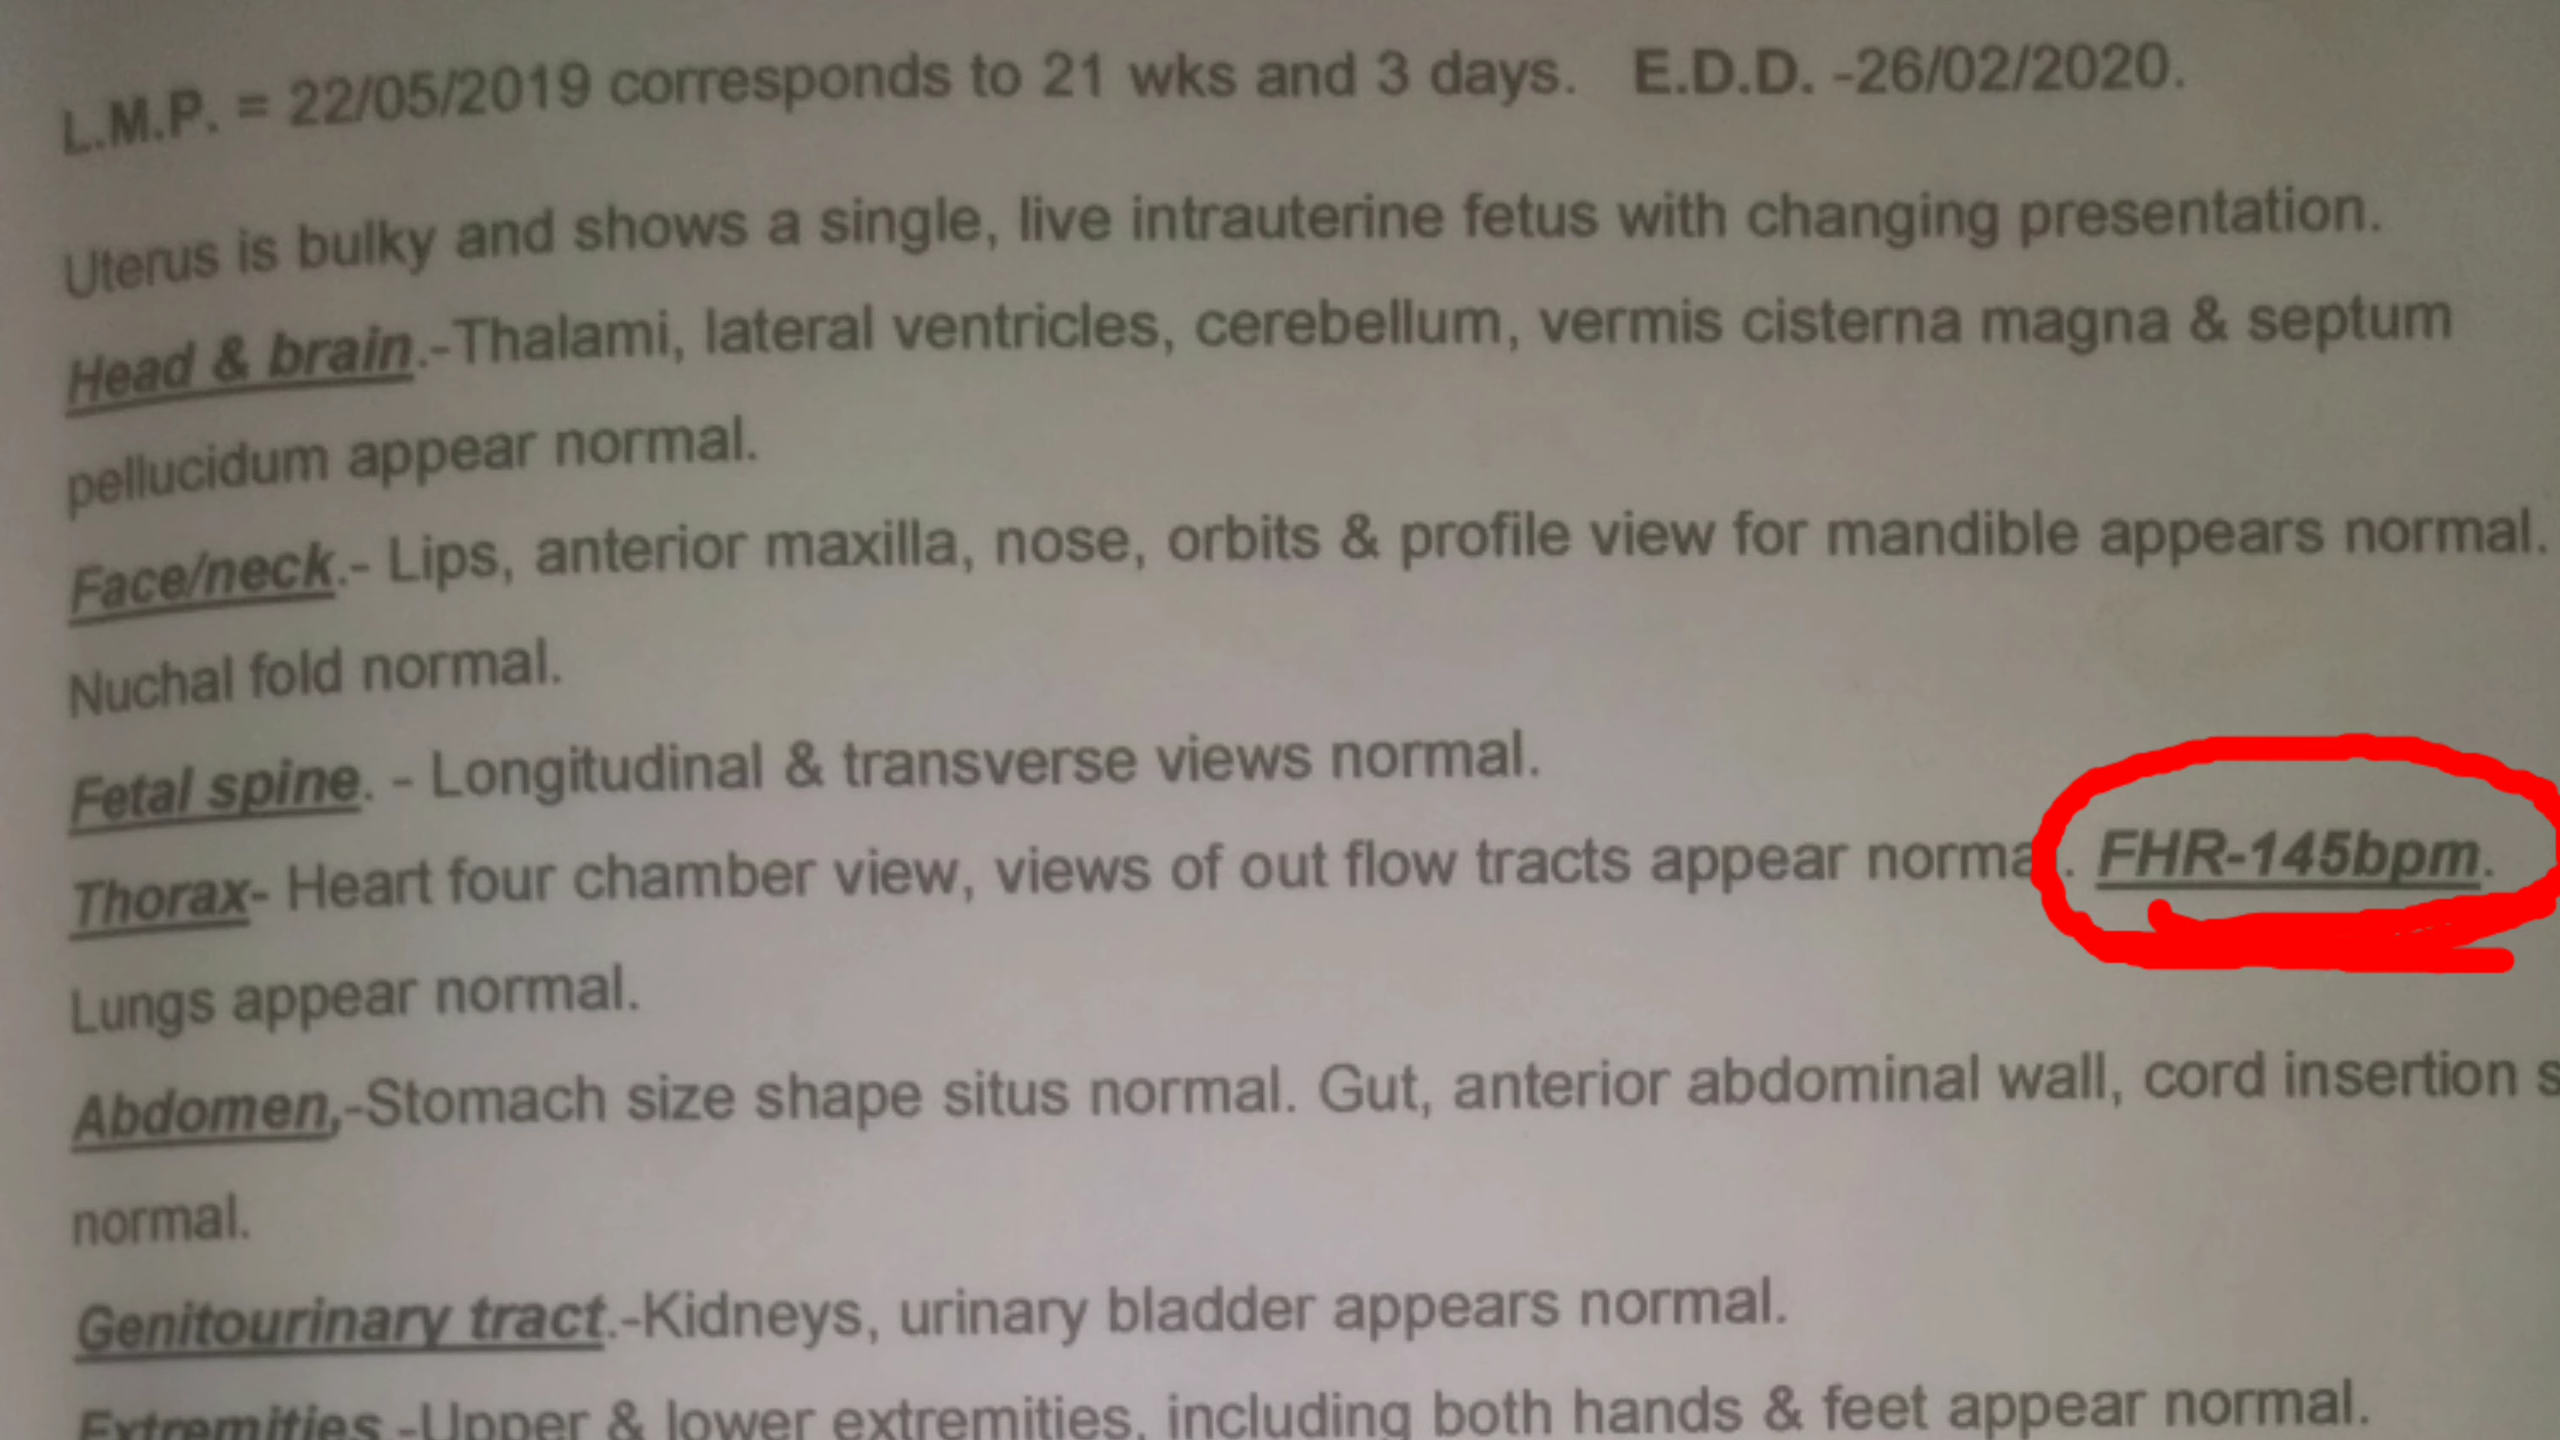 L.M.P. = 22/05/2019 corresponds to 21 wks and 3 days. E.D.D. -26/02/2020.
Uterus is bulky and shows a single, live intrauterine fetus with changing presentation.
Head & brain.-Thalami, lateral ventricles, cerebellum, vermis cisterna magna & septum
pellucidum appear normal.
Face/neck.- Lips, anterior maxilla, nose, orbits & profile view for mandible appears normal.
Nuchal fold normal.
Fetal spine. - Longitudinal & transverse views normal.
Thorax- Heart four chamber view, views of out flow tracts appear normal. FHR-145bpm.
Lungs appear normal.
Abdomen,-Stomach size shape situs normal. Gut, anterior abdominal wall, cord insertion s
normal.
Genitourinary tract.-Kidneys, urinary bladder appears normal.
Extremities -Upper & lower extremities, including both hands & feet appear normal.